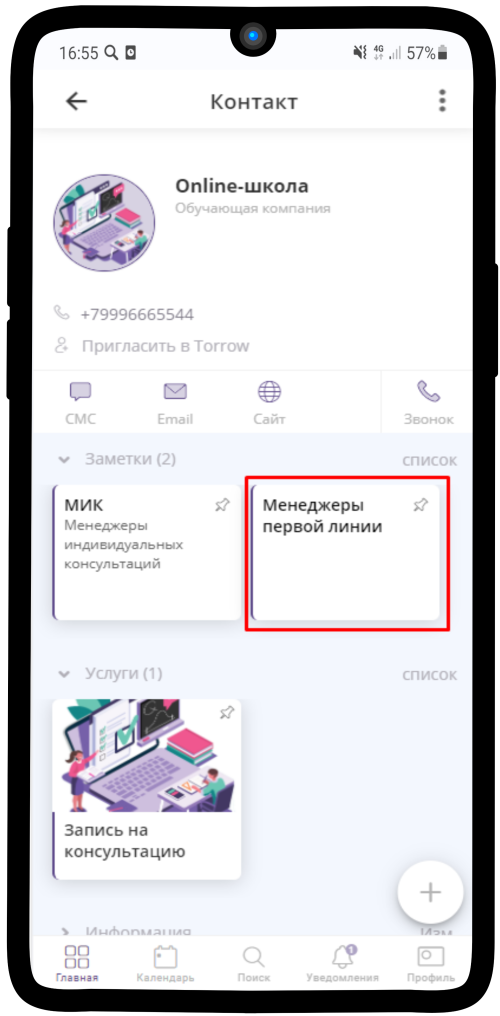 16:55 4G 57%
Контакт
Online-школа
Обучающая компания
+79996665544
Пригласить в Torrow
СМС Email Сайт Звонок
Заметки (2) список
МИК
Менеджеры
индивидуальных
консультаций
Менеджеры
первой линии
Услуги (1) список
Запись на
консультацию
Информация Изм
1
Главная Календарь Поиск Уведомления Профиль